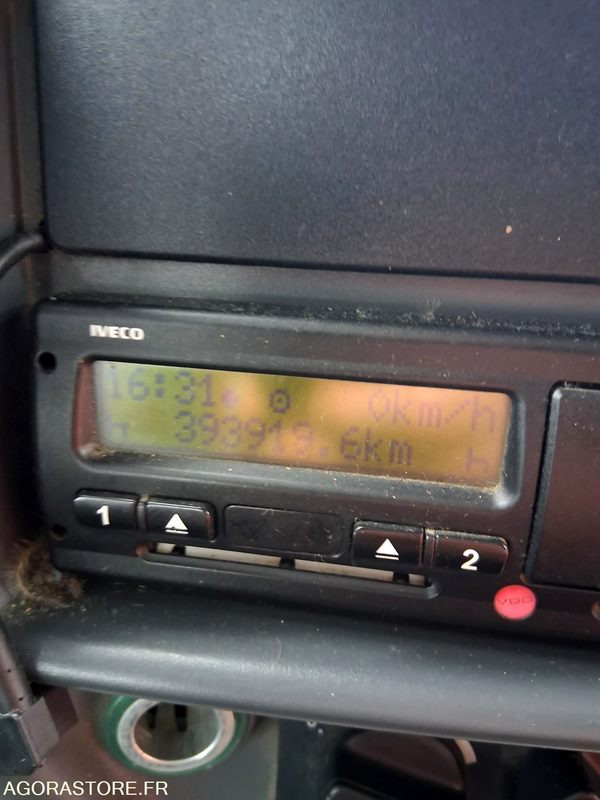 IVECO
16:31 0km/h
393919.6km
1 2
VDO
AGORASTORE.FR